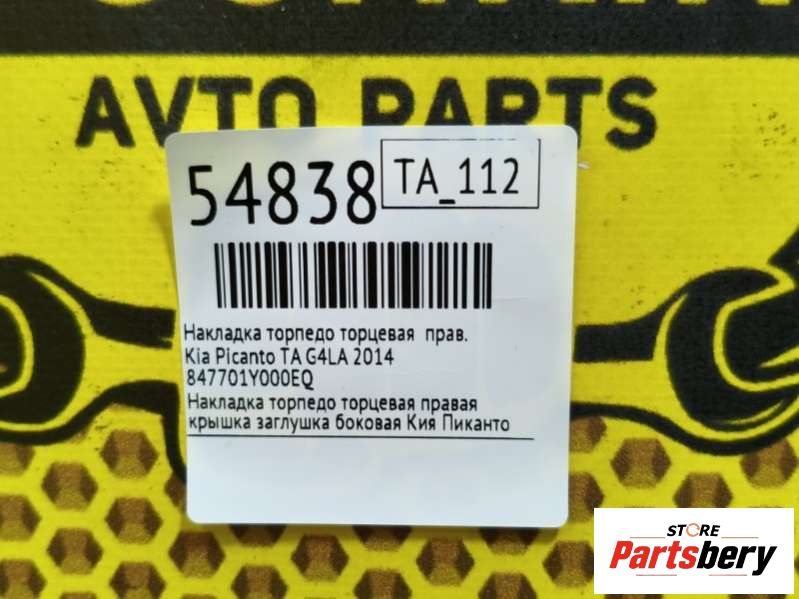 AVTO PARTS
54838
TA_112
Накладка торпедо торцевая прав.
Kia Picanto TA G4LA 2014
847701Y000EQ
Накладка торпедо торцевая правая
крышка заглушка боковая Кия Пиканто
STORE
Partsbery